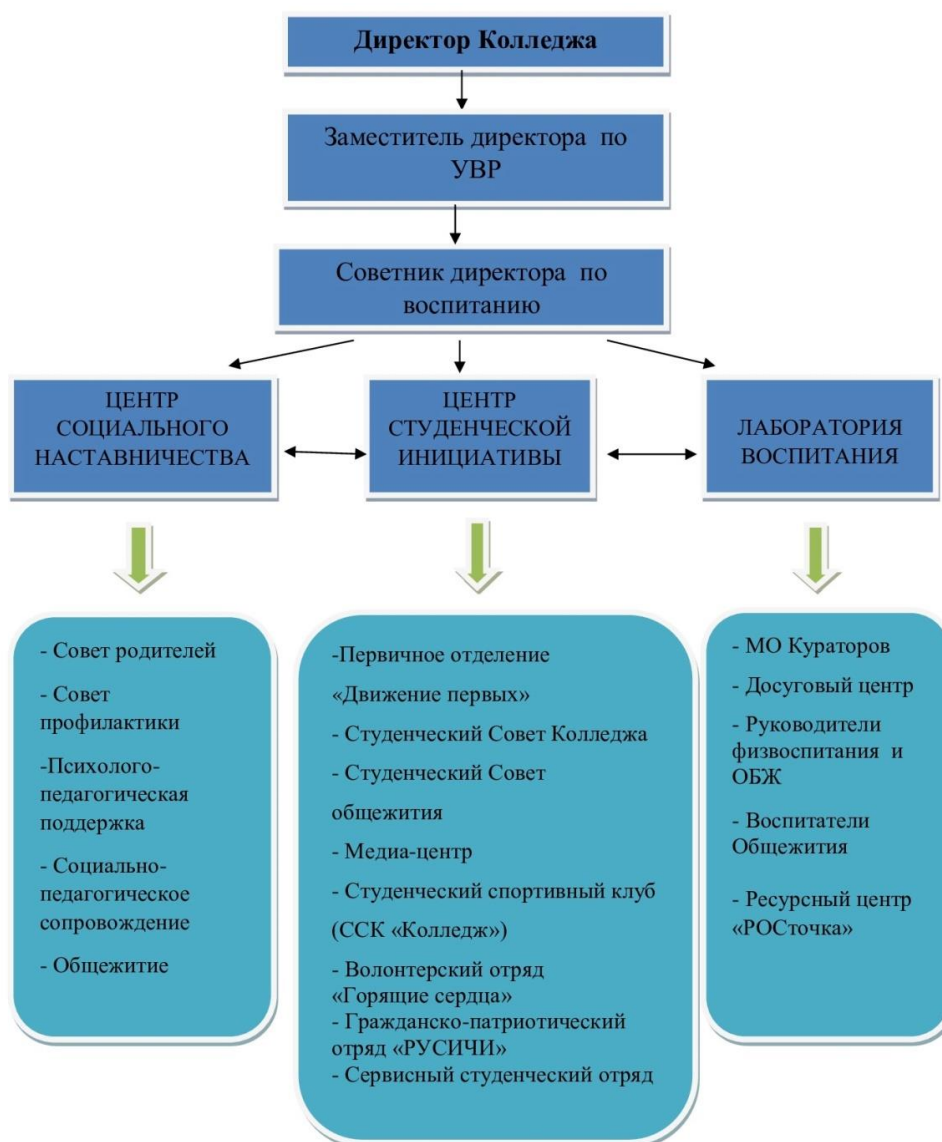 Директор Колледжа
Заместитель директора по
УВР
Советник директора по
воспитанию
ЦЕНТР
СОЦИАЛЬНОГО
НАСТАВНИЧЕСТВА
ЦЕНТР
СТУДЕНЧЕСКОЙ
ИНИЦИАТИВЫ
ЛАБОРАТОРИЯ
ВОСПИТАНИЯ
- Совет родителей
- Совет
профилактики
-Психолого-
педагогическая
поддержка
- Социально-
педагогическое
сопровождение
- Общежитие
-Первичное отделение
«Движение первых»
- Студенческий Совет Колледжа
- Студенческий Совет
общежития
- Медиа-центр
- Студенческий спортивный клуб
(ССК «Колледж»)
- Волонтерский отряд
«Горящие сердца»
- Гражданско-патриотический
отряд «РУСИЧИ»
- Сервисный студенческий отряд
- МО Кураторов
- Досуговый центр
- Руководители
физвоспитания и
ОБЖ
- Воспитатели
Общежития
- Ресурсный центр
«РОСточка»